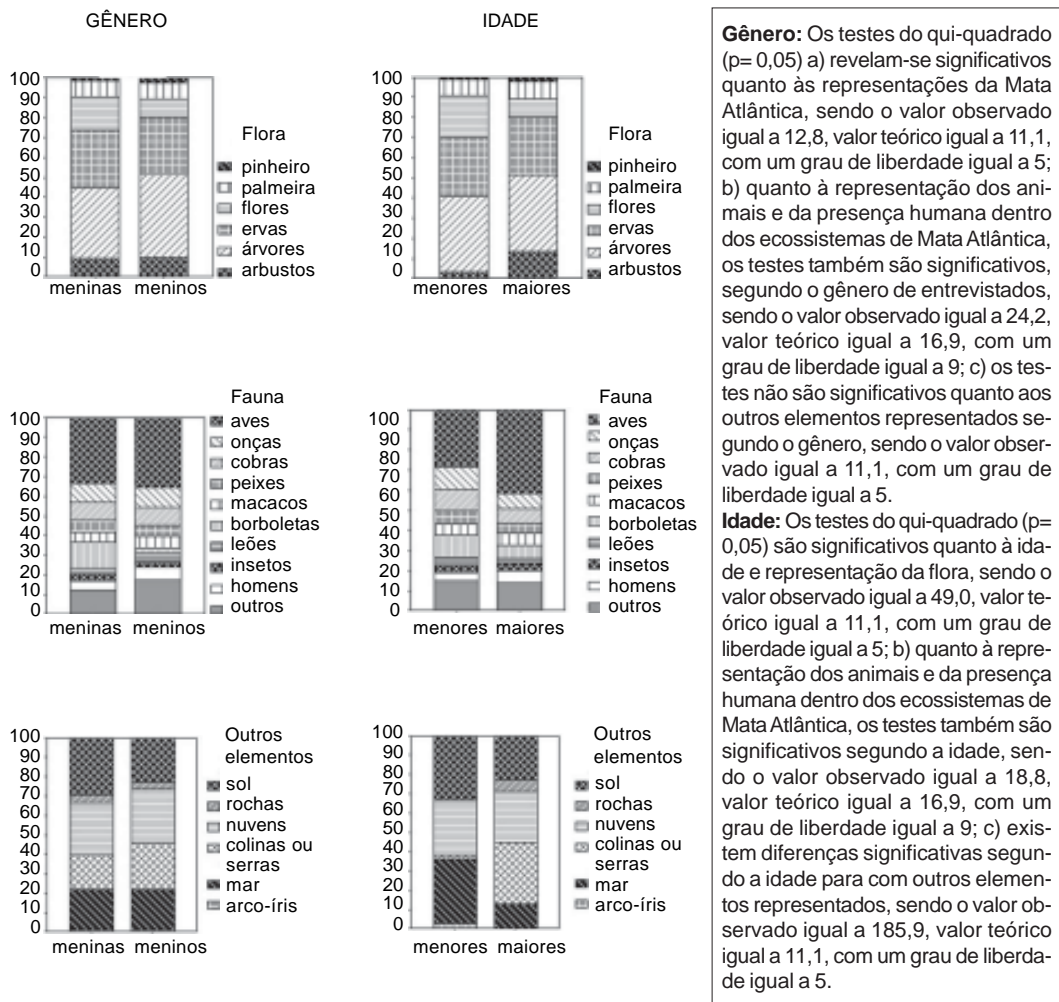 GÊNERO
100
90
80
70
60
50
40
30
20
10
0
meninas meninos
Flora
pinheiro
palmeira
flores
ervas
árvores
arbustos
IDADE
100
90
80
70
60
50
40
30
20
10
0
menores maiores
Flora
pinheiro
palmeira
flores
ervas
árvores
arbustos
100
90
80
70
60
50
40
30
20
10
0
meninas meninos
Fauna
aves
onças
cobras
peixes
macacos
borboletas
leões
insetos
homens
outros
100
90
80
70
60
50
40
30
20
10
0
menores maiores
Fauna
aves
onças
cobras
peixes
macacos
borboletas
leões
insetos
homens
outros
100
90
80
70
60
50
40
30
20
10
0
meninas meninos
Outros
elementos
sol
rochas
nuvens
colinas ou
serras
mar
arco-íris
100
90
80
70
60
50
40
30
20
10
0
menores maiores
Outros
elementos
sol
rochas
nuvens
colinas ou
serras
mar
arco-íris
Gênero: Os testes do qui-quadrado
(p= 0,05) a) revelam-se significativos
quanto às representações da Mata
Atlântica, sendo o valor observado
igual a 12,8, valor teórico igual a 11,1,
com um grau de liberdade igual a 5;
b) quanto à representação dos ani-
mais e da presença humana dentro
dos ecossistemas de Mata Atlântica,
os testes também são significativos,
segundo o gênero de entrevistados,
sendo o valor observado igual a 24,2,
valor teórico igual a 16,9, com um
grau de liberdade igual a 9; c) os tes-
tes não são significativos quanto aos
outros elementos representados se-
gundo o gênero, sendo o valor obser-
vado igual a 11,1, com um grau de
liberdade igual a 5.
Idade: Os testes do qui-quadrado (p=
0,05) são significativos quanto à ida-
de e representação da flora, sendo o
valor observado igual a 49,0, valor te-
órico igual a 11,1, com um grau de
liberdade igual a 5; b) quanto à repre-
sentação dos animais e da presença
humana dentro dos ecossistemas de
Mata Atlântica, os testes também são
significativos segundo a idade, sen-
do o valor observado igual a 18,8,
valor teórico igual a 16,9, com um
grau de liberdade igual a 9; c) exis-
tem diferenças significativas segun-
do a idade para com outros elemen-
tos representados, sendo o valor ob-
servado igual a 185,9, valor teórico
igual a 11,1, com um grau de liberda-
de igual a 5.